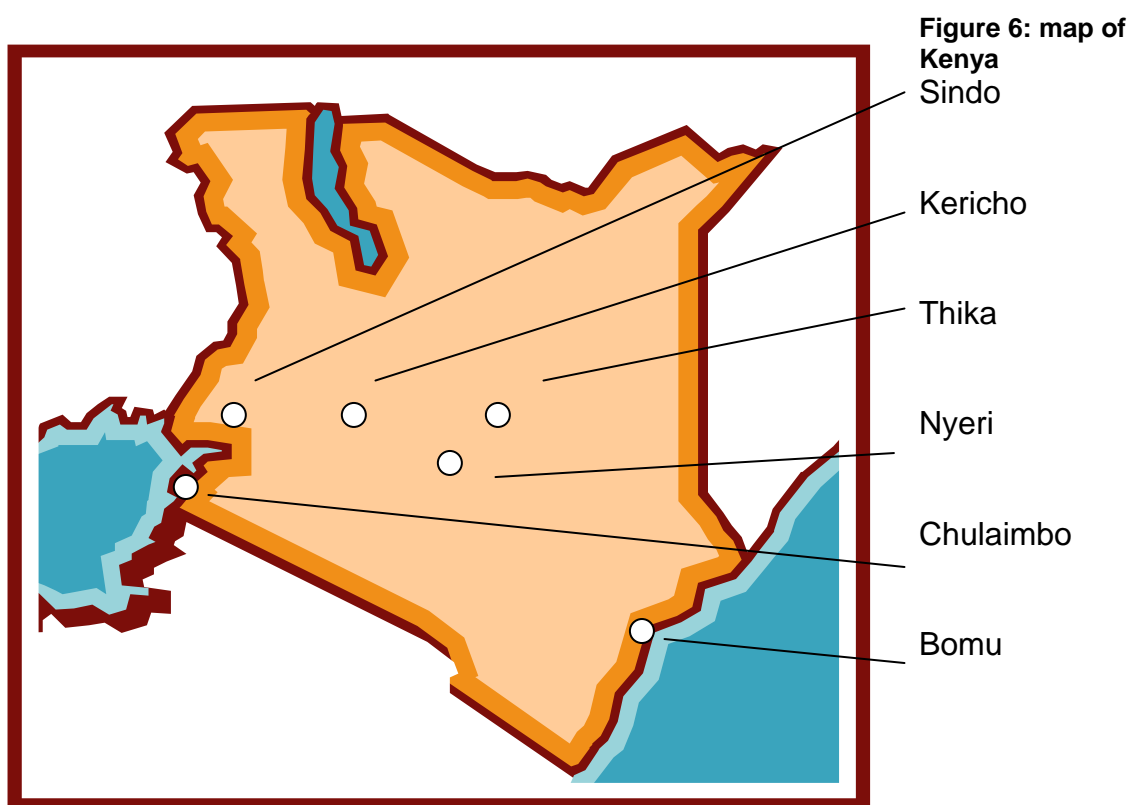 Figure 6: map of
Kenya
Sindo
Kericho
Thika
Nyeri
Chulaimbo
Bomu